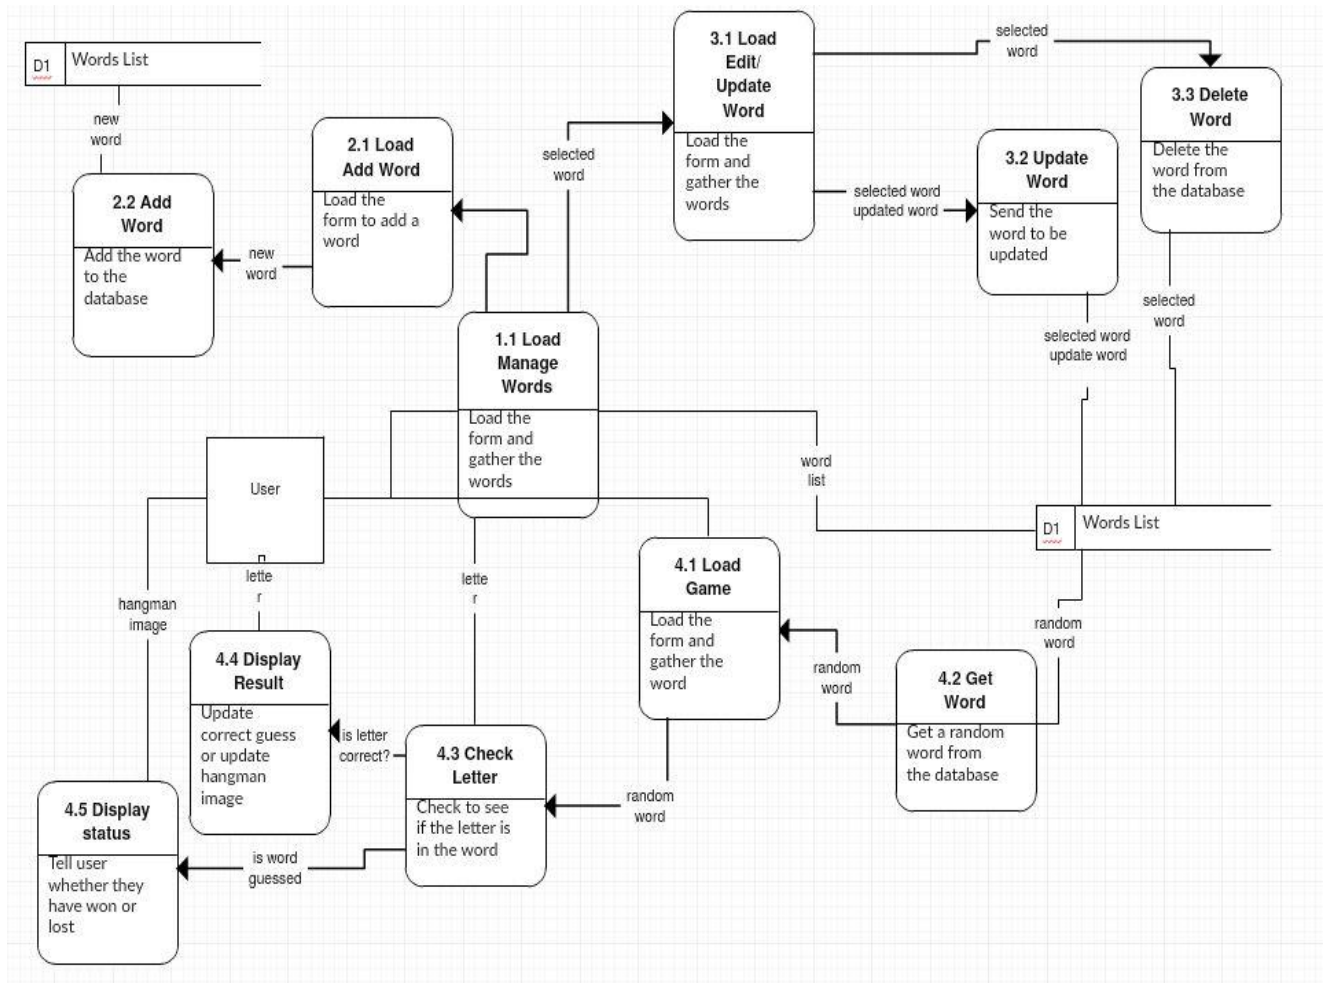 D1
Words List
new
word
2.2 Add
Word
Add the word
to the
database
new
word
2.1 Load
Add Word
Load the
form to add a
word
selected
word
3.1 Load
Edit/
Update
Word
Load the
form and
gather the
words
selected
word
3.3 Delete
Word
Delete the
word from
the database
selected word
updated word
3.2 Update
Word
Send the
word to be
updated
selected
word
selected word
update word
1.1 Load
Manage
Words
Load the
form and
gather the
words
word
list
D1
Words List
User
lette
r
lette
r
hangman
image
4.1 Load
Game
Load the
form and
gather the
word
random
word
random
word
4.2 Get
Word
Get a random
word from
the database
4.4 Display
Result
Update
correct guess
or update
hangman
image
is letter
correct?
4.3 Check
Letter
Check to see
if the letter is
in the word
random
word
4.5 Display
status
Tell user
whether they
have won or
lost
is word
guessed